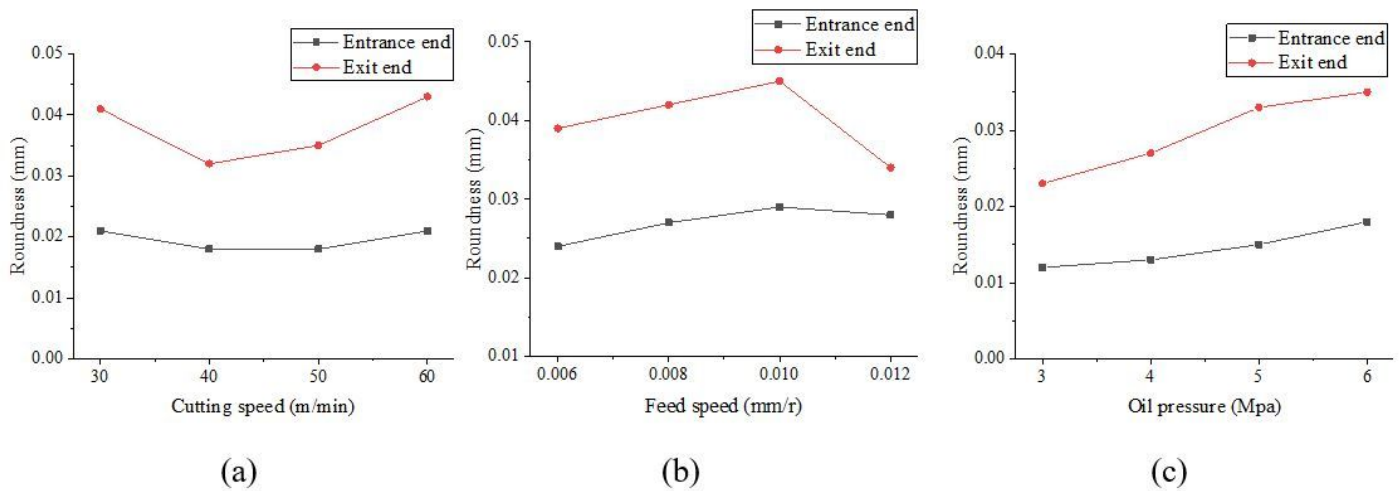 Entrance end
Exit end
0.05
0.04
0.03
0.02
0.01
0.00
Roundness (mm)
30 40 50 60
Cutting speed (m/min)
(a)
Entrance end
Exit end
0.05
0.04
0.03
0.02
0.01
Roundness (mm)
0.006 0.008 0.010 0.012
Feed speed (mm/r)
(b)
Entrance end
Exit end
0.04
0.03
0.02
0.01
0.00
Roundness (mm)
3 4 5 6
Oil pressure (Mpa)
(c)